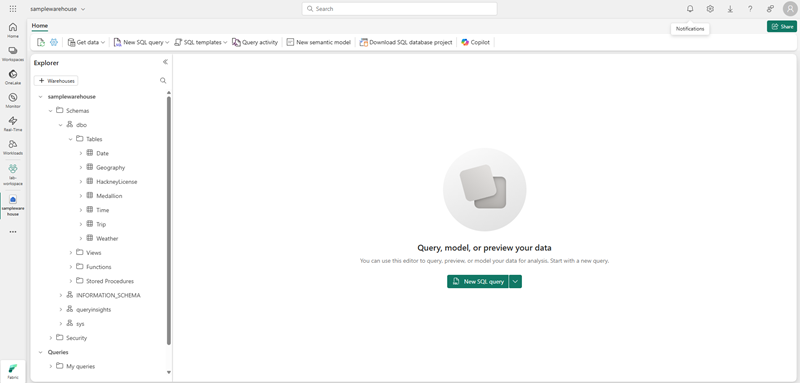 samplewarehouse
Search
Notifications
Home
Share
Get data
New SQL query
SQL templates
Query activity
New semantic model
Download SQL database project
Copilot
Home
Workspaces
OneLake
Monitor
Real-Time
Workloads
lab-
workspace
sampleware
house
Fabric
Explorer
+ Warehouses
samplewarehouse
Schemas
dbo
Tables
Date
Geography
HackneyLicense
Medallion
Time
Trip
Weather
Views
Functions
Stored Procedures
INFORMATION_SCHEMA
queryinsights
sys
Security
Queries
My queries
Query, model, or preview your data
You can use this editor to query, preview, or model your data for analysis. Start with a new query.
New SQL query